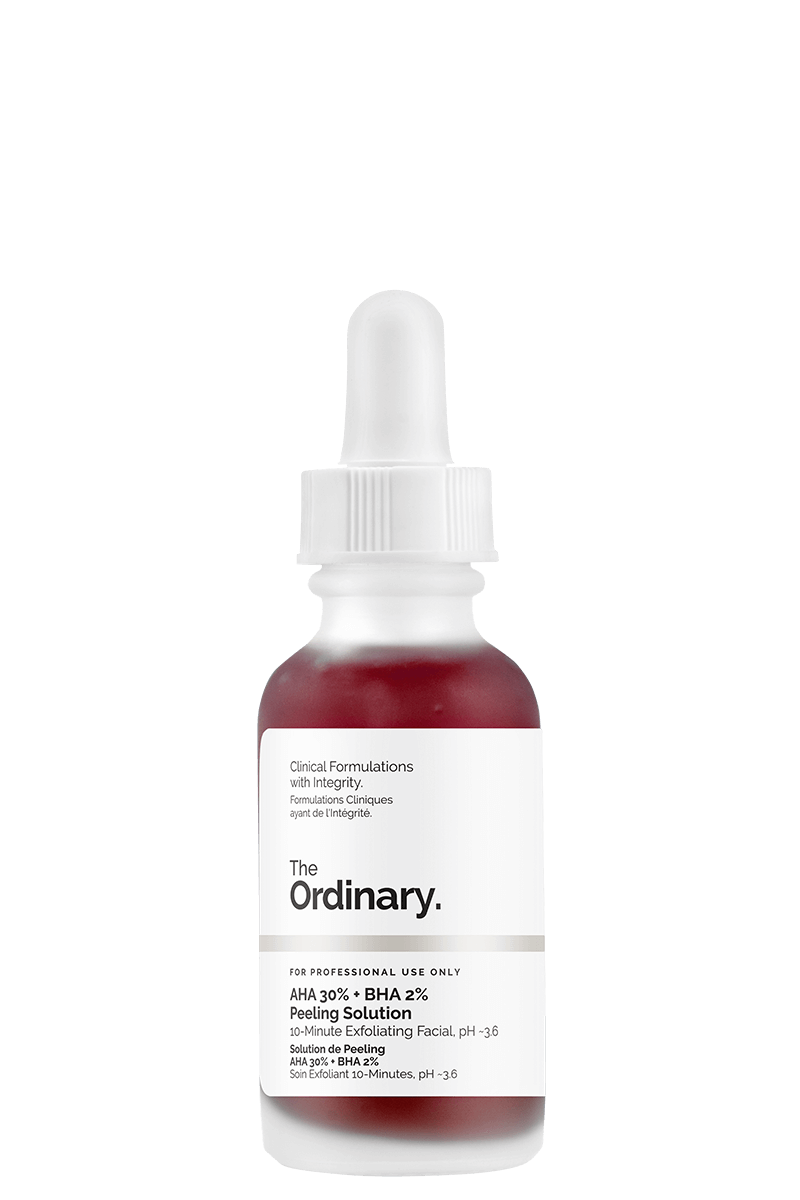 Clinical Formulations
with Integrity.
Formulations Cliniques
ayant de l'Intégrité.
The
Ordinary.
FOR PROFESSIONAL USE ONLY
AHA 30% + BHA 2%
Peeling Solution
10-Minute Exfoliating Facial, pH ~3.6
Solution de Peeling
AHA 30% + BHA 2%
Soin Exfoliant 10-Minutes, pH ~3.6